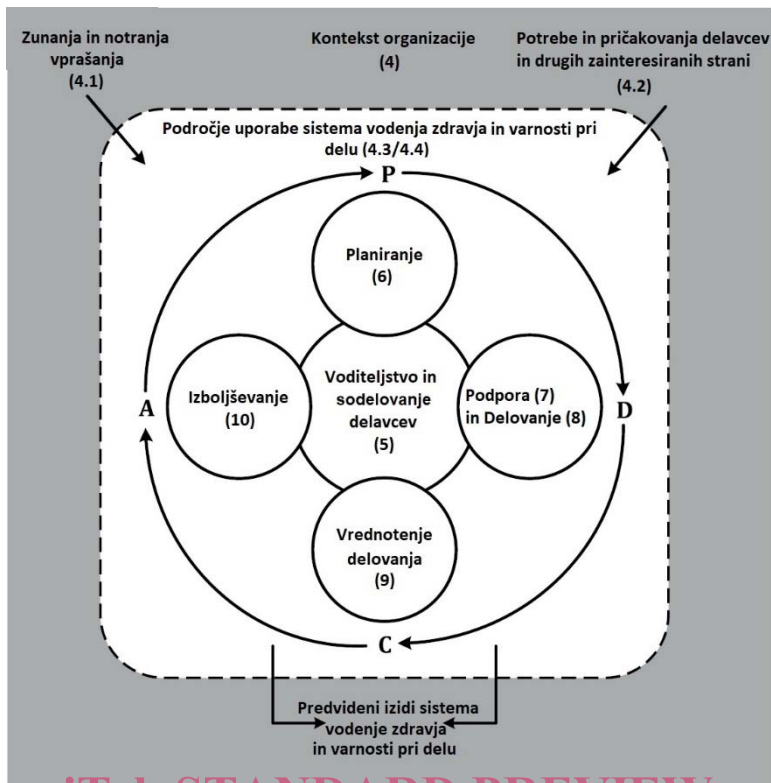 Zunanja in notranja
vprašanja
(4.1)
Kontekst organizacije
(4)
Potrebe in pričakovanja delavcev
in drugih zainteresiranih strani
(4.2)
Področje uporabe sistema vodenja zdravja in varnosti pri
delu (4.3/4.4)
P
Planiranje
(6)
A
Izboljševanje
(10)
Voditeljstvo in
sodelovanje
delavcev
(5)
Podpora (7)
in Delovanje (8)
D
Vrednotenje
delovanja
(9)
C
Predvideni izidi sistema
vodenje zdravja
in varnosti pri delu
STANDARD PREVIEW